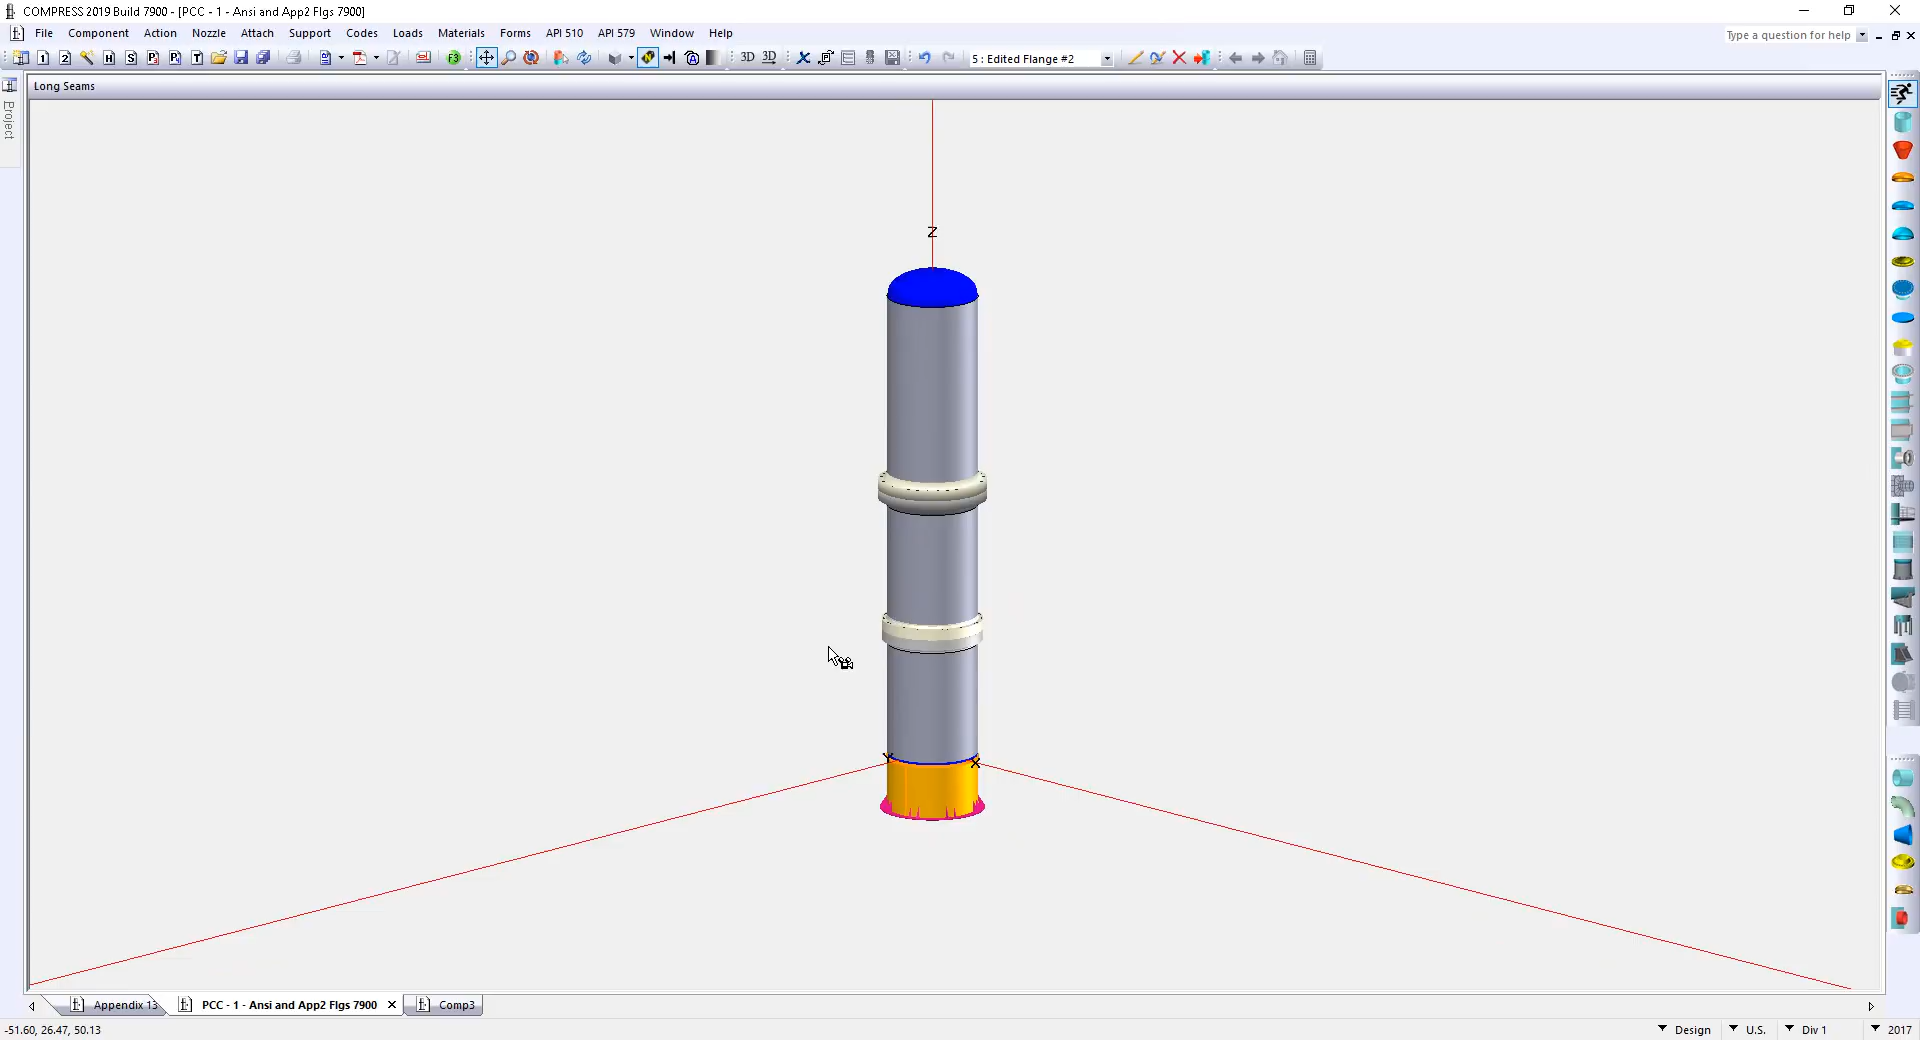 COMPRESS 2019 Build 7900 - [PCC - 1 - Ansi and App2 Flgs 7900]
File Component Action Nozzle Attach Support Codes Loads Materials Forms API 510 API 579 Window Help
Type a question for help
1 2 H S P P T F3 3D 3D 5 : Edited Flange #2
Long Seams
Project
Z
Y X
Appendix 13 PCC - 1 - Ansi and App2 Flgs 7900 Comp3
-51.60, 26.47, 50.13 Design U.S. Div 1 2017